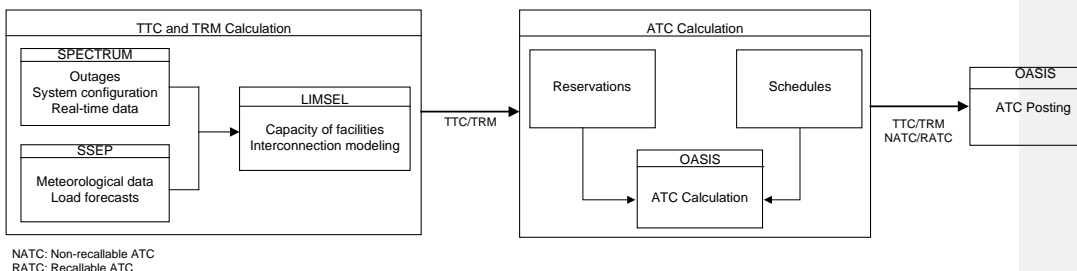 TTC and TRM Calculation
SPECTRUM
Outages
System configuration
Real-time data
SSEP
Meteorological data
Load forecasts
LIMSEL
Capacity of facilities
Interconnection modeling
TTC/TRM
ATC Calculation
Reservations
Schedules
OASIS
ATC Calculation
TTC/TRM
NATC/RATC
OASIS
ATC Posting
NATC: Non-recallable ATC
RATC: Recallable ATC